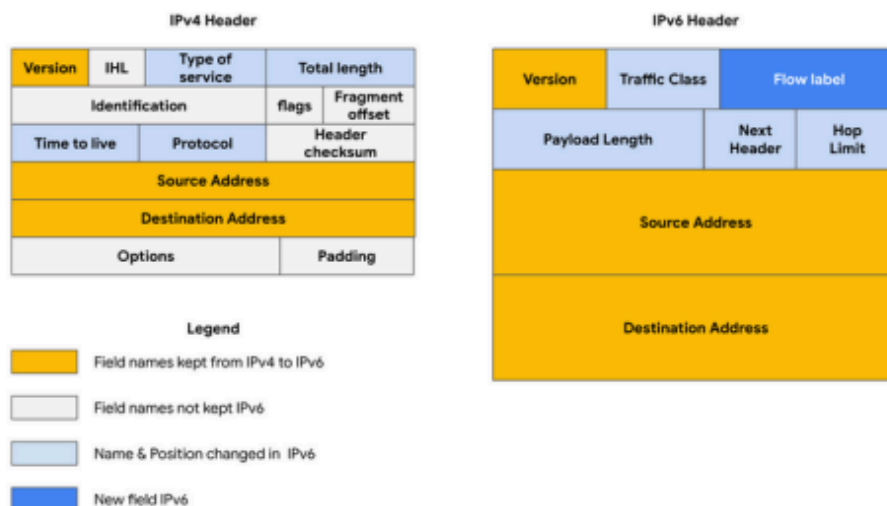 IPv4 Header
Version
IHL
Type of
service
Total length
Identification
flags
Fragment
offset
Time to live
Protocol
Header
checksum
Source Address
Destination Address
Options
Padding
Legend
Field names kept from IPv4 to IPv6
Field names not kept IPv6
Name & Position changed in IPv6
New field IPv6
IPv6 Header
Version
Traffic Class
Flow label
Payload Length
Next
Header
Hop
Limit
Source Address
Destination Address